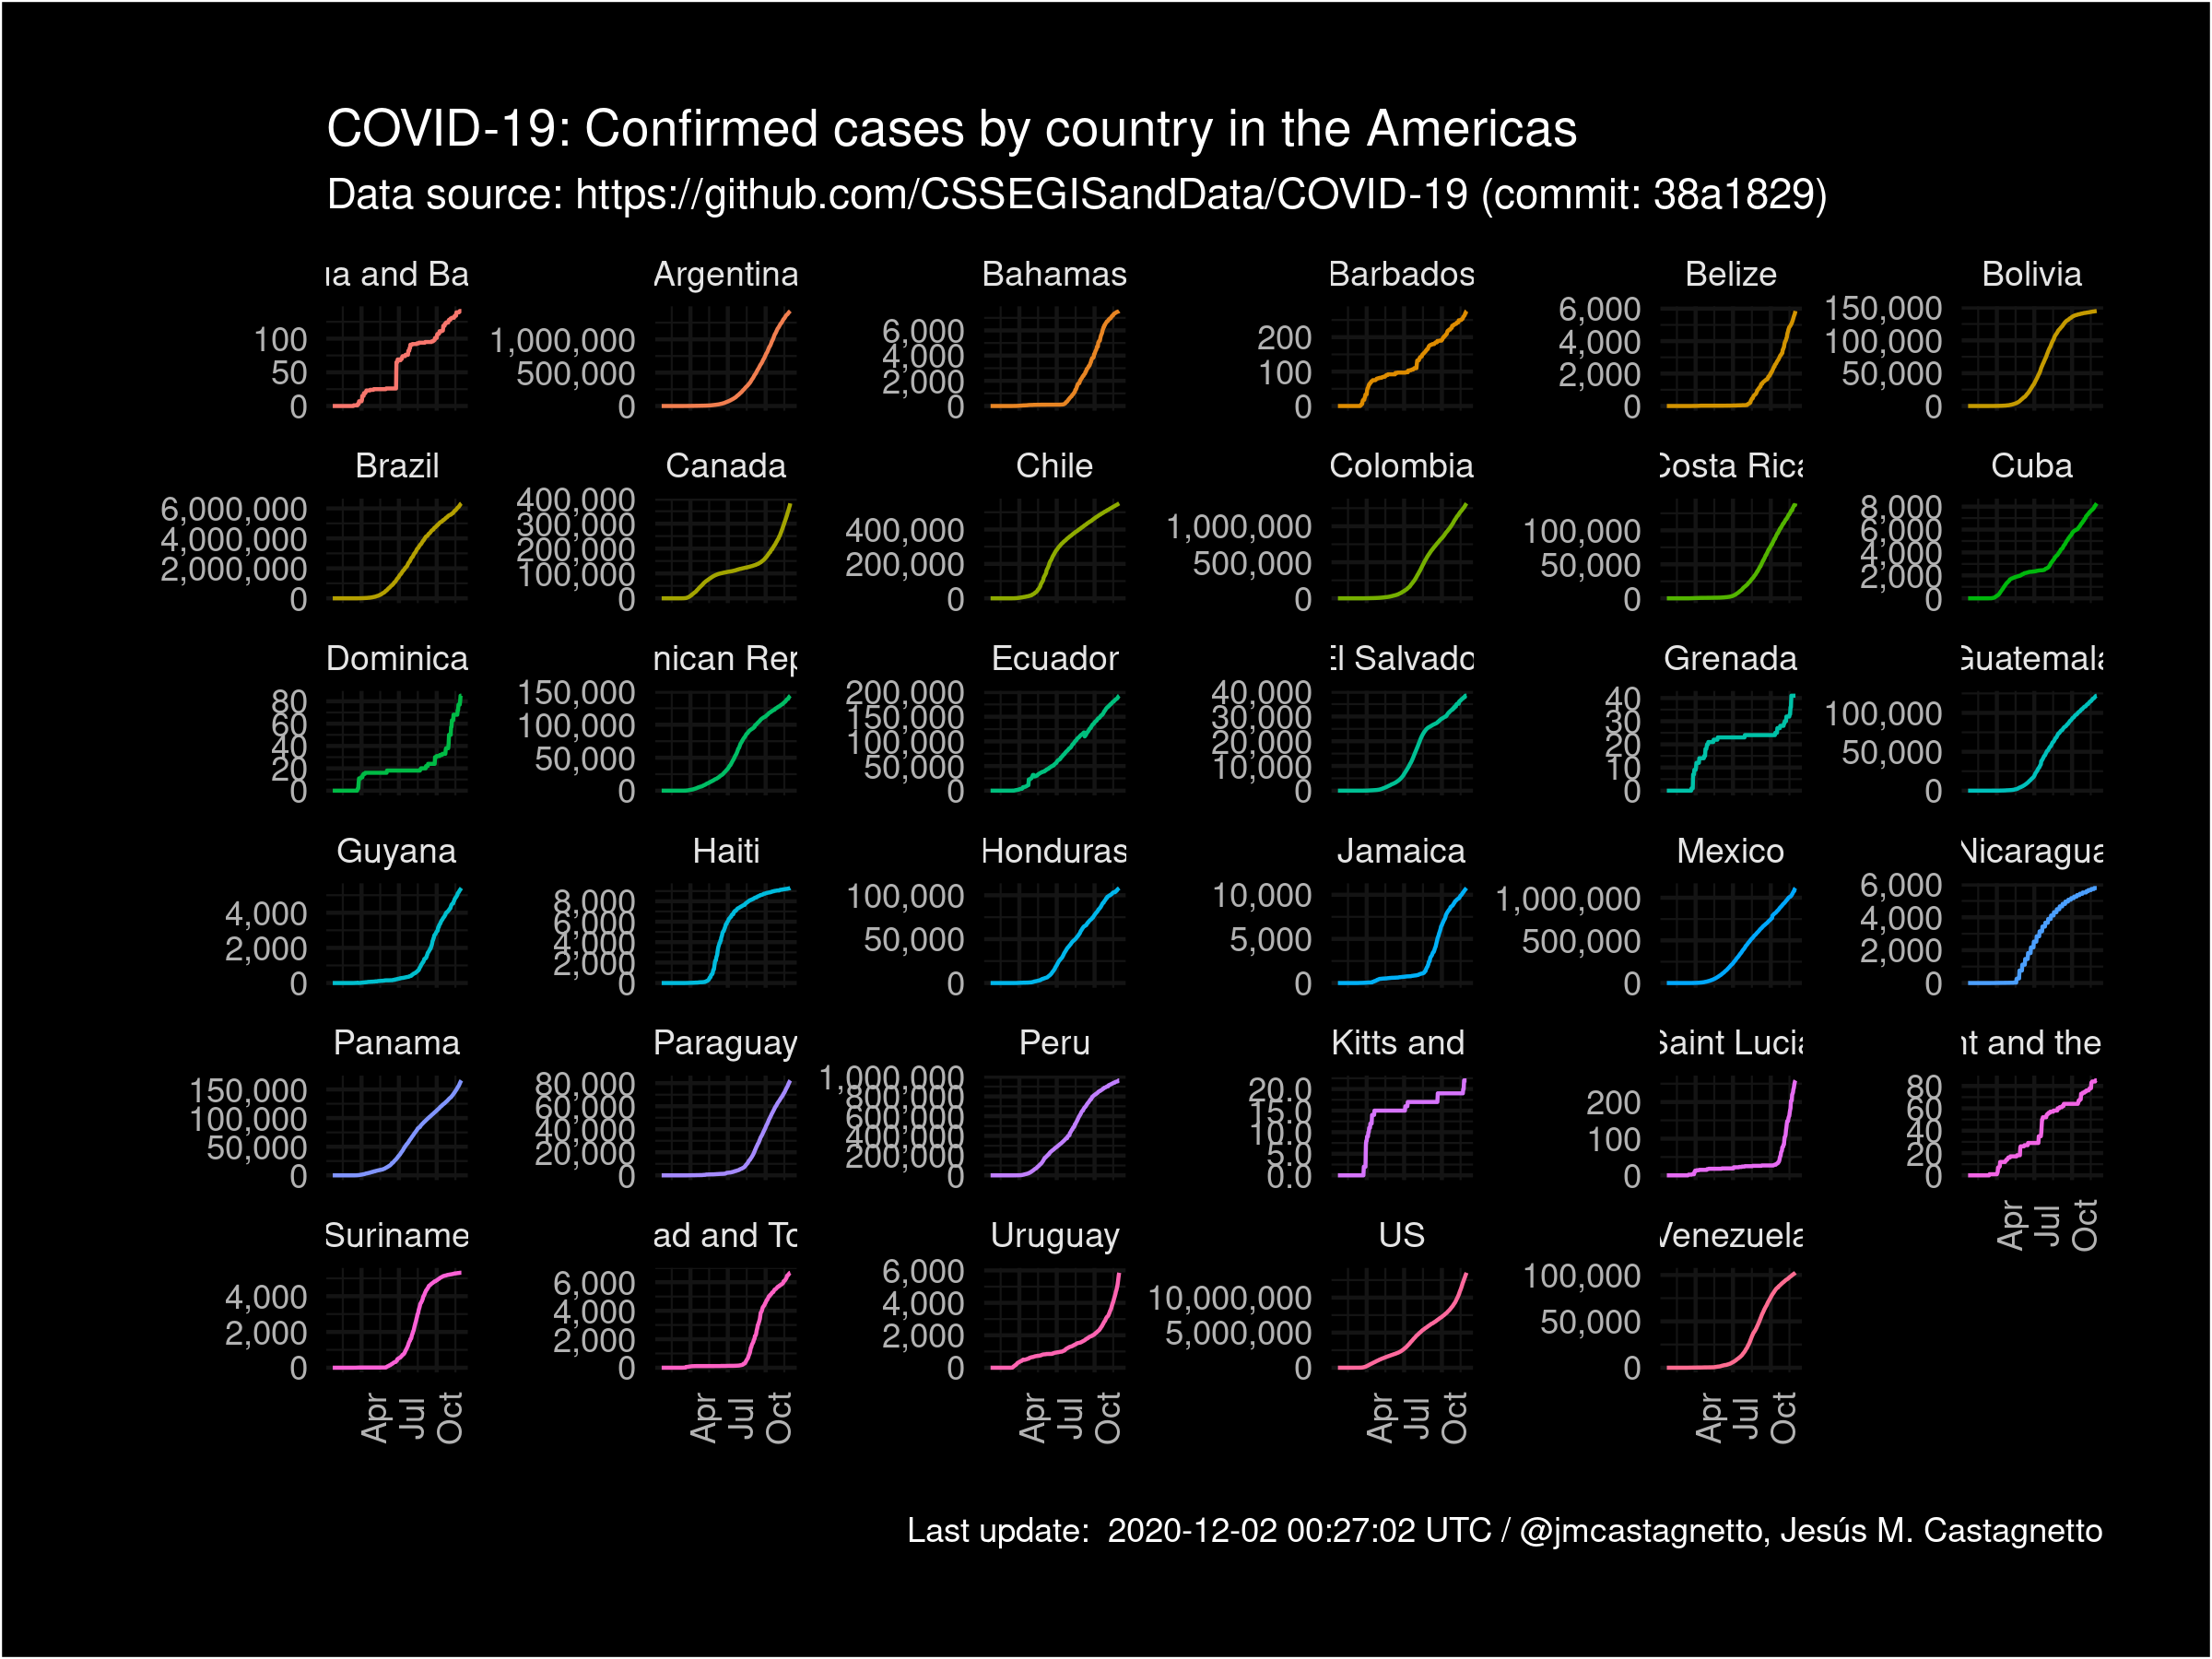 COVID-19: Confirmed cases by country in the Americas
Data source: https://github.com/CSSEGISandData/COVID-19 (commit: 38a1829)
ua and Ba Argentina Bahamas Barbados Belize Bolivia
100 50 0
1,000,000 500,000 0
6,000 4,000 2,000 0
200 100 0
6,000 4,000 2,000 0
150,000 100,000 50,000 0
Brazil Canada Chile Colombia Costa Rica Cuba
6,000,000 4,000,000 2,000,000 0
400,000 300,000 200,000 100,000 0
400,000 200,000 0
1,000,000 500,000 0
100,000 50,000 0
8,000 6,000 4,000 2,000 0
Dominica nican Rep Ecuador El Salvado Grenada Guatemala
80 60 40 20 0
150,000 100,000 50,000 0
200,000 150,000 100,000 50,000 0
40,000 30,000 20,000 10,000 0
40 30 20 10 0
100,000 50,000 0
Guyana Haiti Honduras Jamaica Mexico Nicaragua
4,000 2,000 0
8,000 6,000 4,000 2,000 0
100,000 50,000 0
10,000 5,000 0
1,000,000 500,000 0
6,000 4,000 2,000 0
Panama Paraguay Peru Kitts and Saint Lucia nt and the
150,000 100,000 50,000 0
80,000 60,000 40,000 20,000 0
1,000,000 800,000 600,000 400,000 200,000
20.0 15.0 10.0 5.0 0.0
200 100 0
80 60 40 20 0
Apr Jul Oct
Suriname ad and To Uruguay US Venezuela
4,000 2,000 0
6,000 4,000 2,000 0
6,000 4,000 2,000 0
10,000,000 5,000,000 0
100,000 50,000 0
Apr Jul Oct Apr Jul Oct Apr Jul Oct Apr Jul Oct Apr Jul Oct
Last update: 2020-12-02 00:27:02 UTC / @jmcastagnetto, Jesús M. Castagnetto